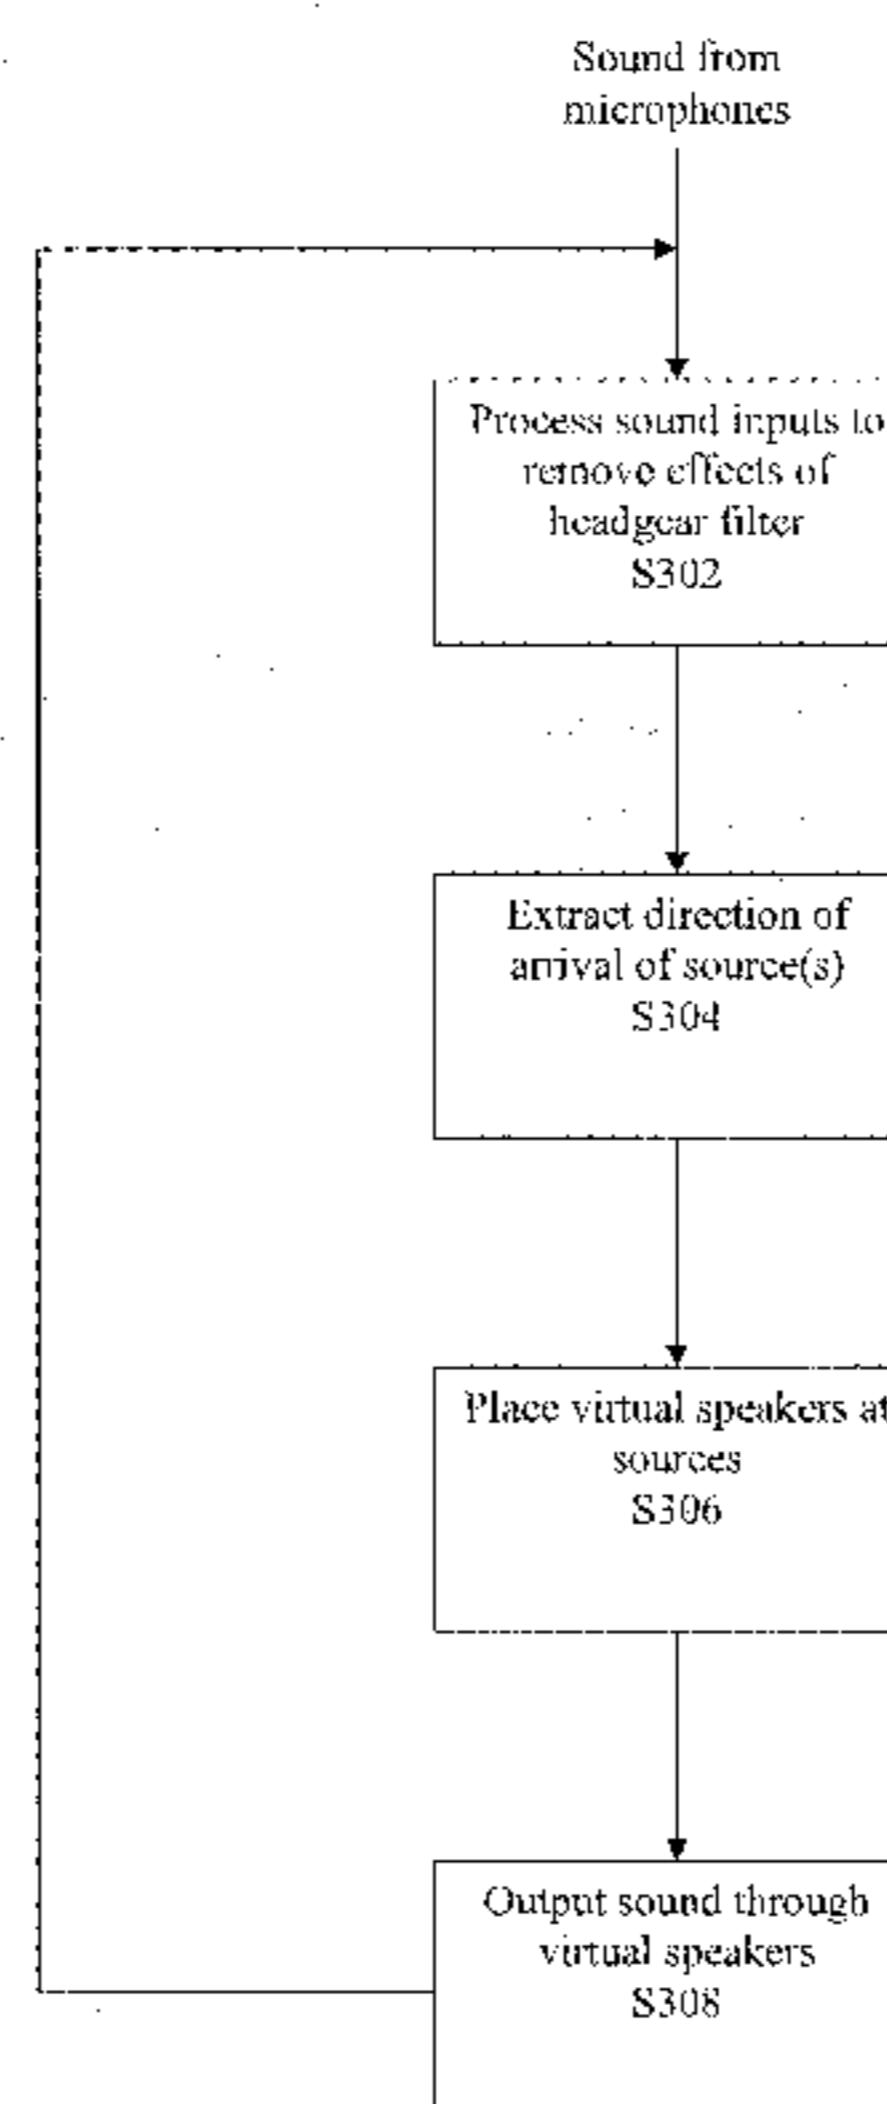 Sound from
microphones
Process sound inputs to
remove effects of
headgear filter
S302
Extract direction of
arrival of source(s)
S304
Place virtual speakers at
sources
S306
Output sound through
virtual speakers
S308